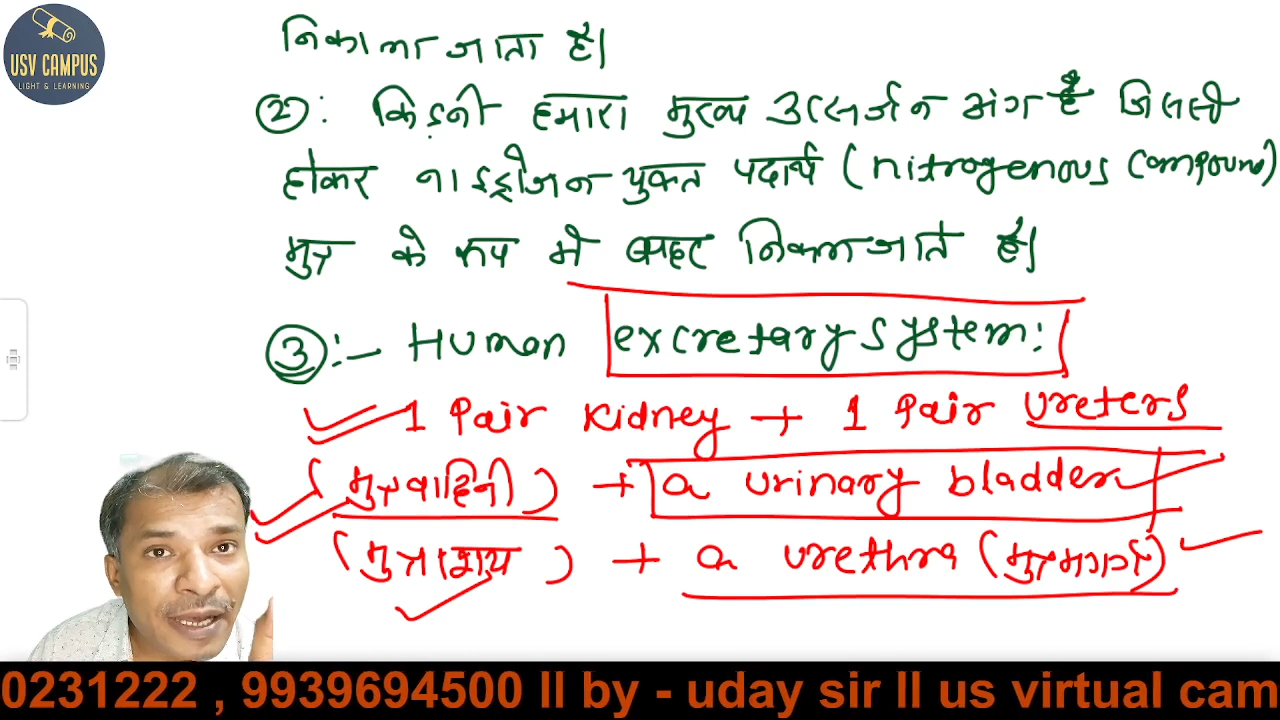 USV CAMPUS
LIGHT & LEARNING
निकाला जाता है।
②: किडनी हमारा मुख्य उत्सर्जन अंग है जिससे
होकर नाइट्रोजन युक्त पदार्थ (nitrogenous compound)
मुत्र के रूप में बाहर निकल जाते है।
③:- Human excretary system:
1 Pair Kidney + 1 Pair ureters
(मुत्रवाहिनी) + a urinary bladder
(मुत्राशय) + a urethra (मुत्रमार्ग)
0231222 , 9939694500 ll by - uday sir ll us virtual cam